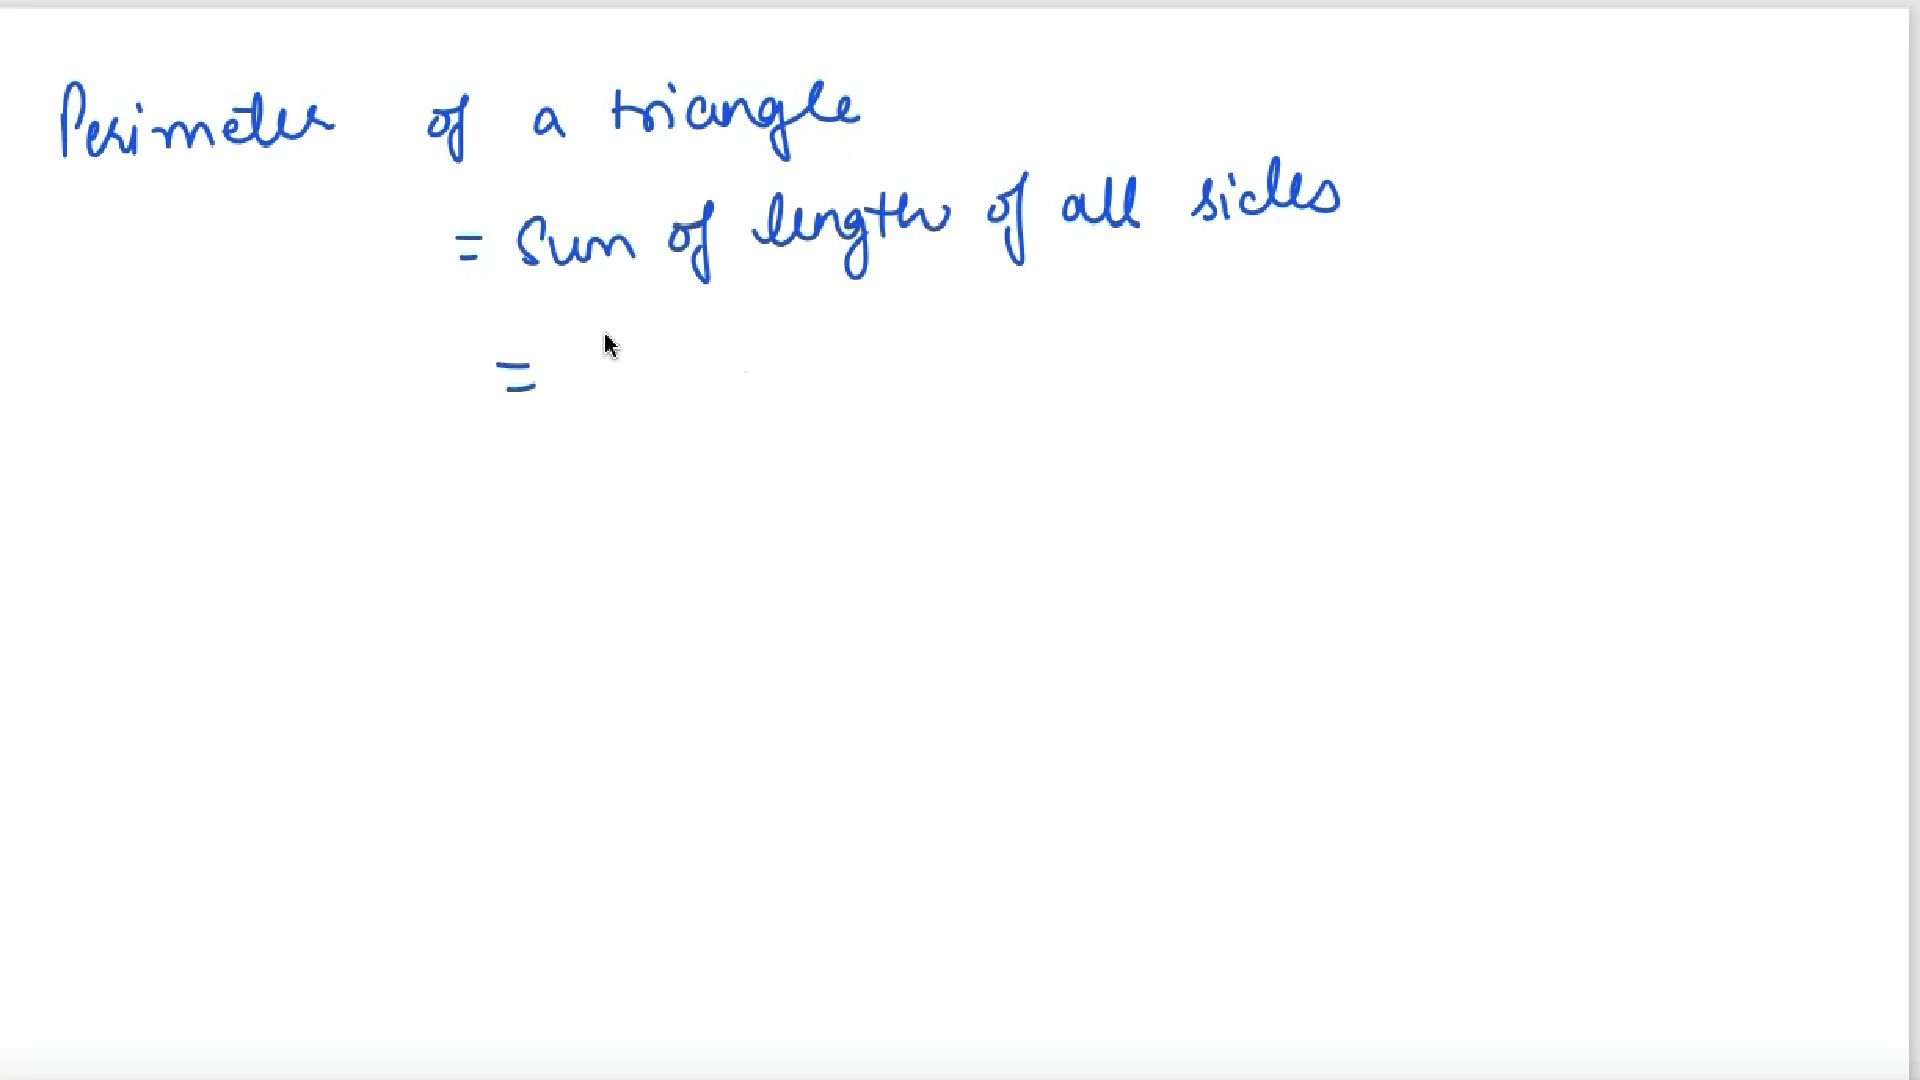 Perimeter of a triangle
= Sum of length of all sides
=